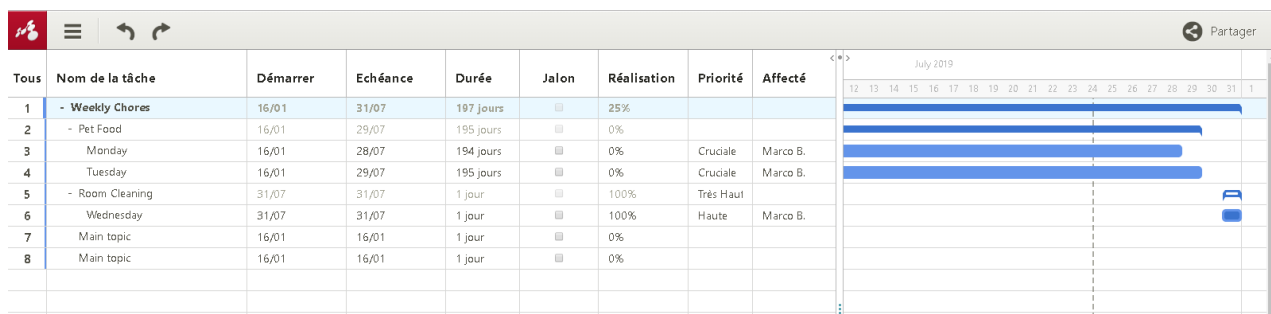 Partager
Tous Nom de la tâche Démarrer Echéance Durée Jalon Réalisation Priorité Affecté
July 2019
12 13 14 15 16 17 18 19 20 21 22 23 24 25 26 27 28 29 30 31 1
1 - Weekly Chores 16/01 31/07 197 jours 25%
2 - Pet Food 16/01 29/07 195 jours 0%
3 Monday 16/01 28/07 194 jours 0% Cruciale Marco B.
4 Tuesday 16/01 29/07 195 jours 0% Cruciale Marco B.
5 - Room Cleaning 31/07 31/07 1 jour 100% Très Haut
6 Wednesday 31/07 31/07 1 jour 100% Haute Marco B.
7 Main topic 16/01 16/01 1 jour 0%
8 Main topic 16/01 16/01 1 jour 0%